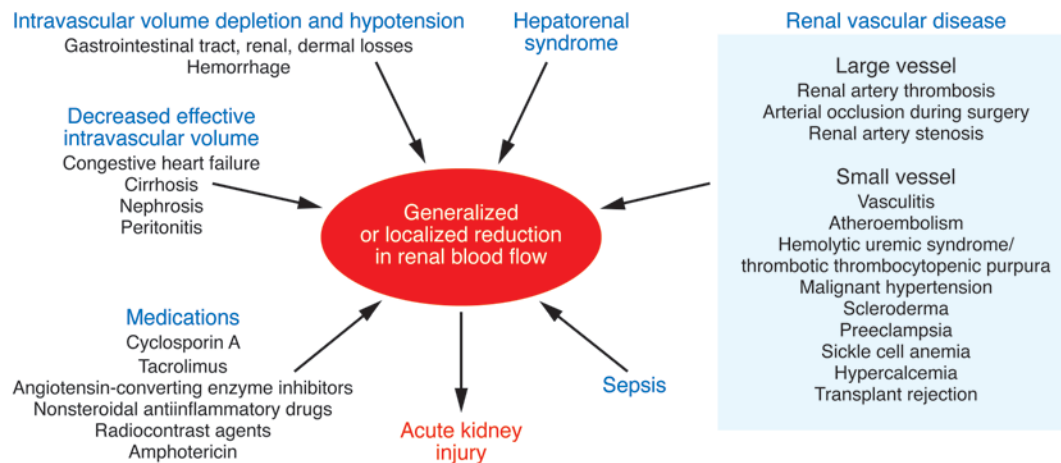 Intravascular volume depletion and hypotension
Gastrointestinal tract, renal, dermal losses
Hemorrhage
Hepatorenal
syndrome
Renal vascular disease
Large vessel
Renal artery thrombosis
Arterial occlusion during surgery
Renal artery stenosis
Small vessel
Vasculitis
Atheroembolism
Hemolytic uremic syndrome/
thrombotic thrombocytopenic purpura
Malignant hypertension
Scleroderma
Preeclampsia
Sickle cell anemia
Hypercalcemia
Transplant rejection
Decreased effective
intravascular volume
Congestive heart failure
Cirrhosis
Nephrosis
Peritonitis
Generalized
or localized reduction
in renal blood flow
Medications
Cyclosporin A
Tacrolimus
Angiotensin-converting enzyme inhibitors
Nonsteroidal antiinflammatory drugs
Radiocontrast agents
Amphotericin
Acute kidney
injury
Sepsis